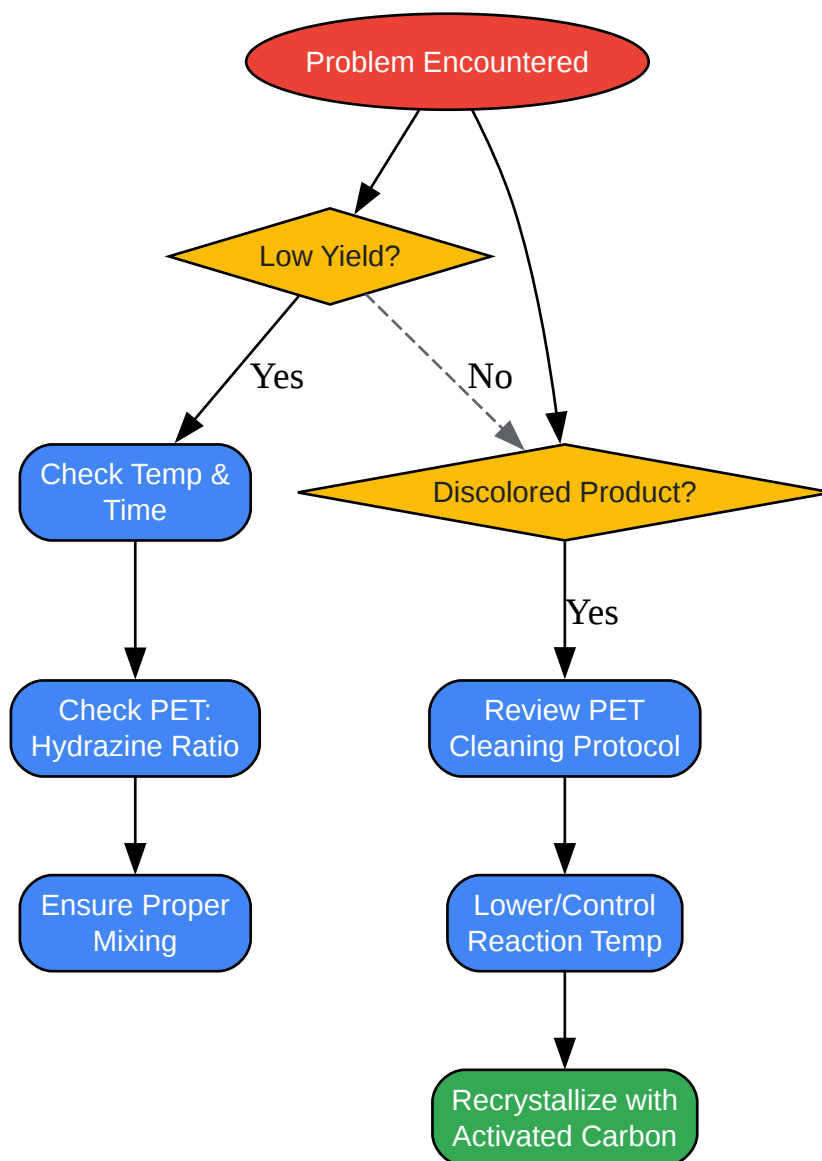 Problem Encountered
Low Yield?
Yes
No
Check Temp &
Time
Discolored Product?
Yes
Check PET:
Hydrazine Ratio
Review PET
Cleaning Protocol
Ensure Proper
Mixing
Lower/Control
Reaction Temp
Recrystallize with
Activated Carbon